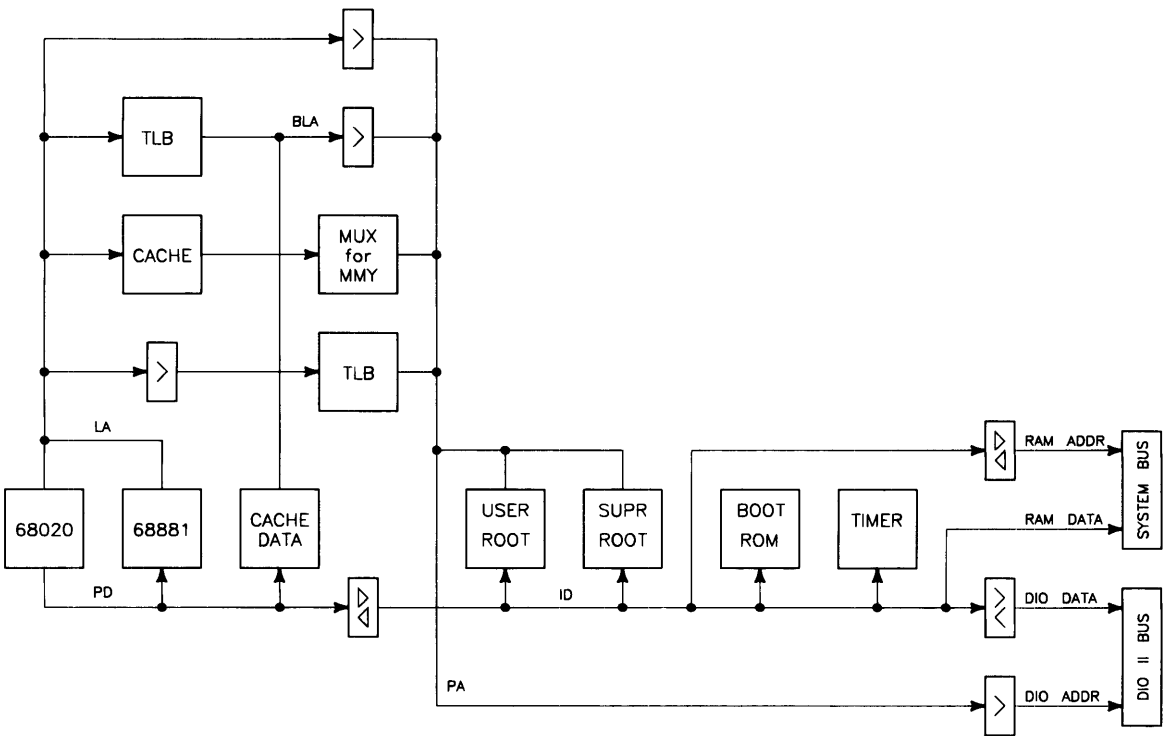 TLB
BLA
CACHE
MUX
for
MMY
TLB
LA
68020
68881
CACHE
DATA
USER
ROOT
SUPR
ROOT
BOOT
ROM
TIMER
RAM ADDR
RAM DATA
SYSTEM BUS
PD
ID
DIO DATA
DIO II BUS
PA
DIO ADDR